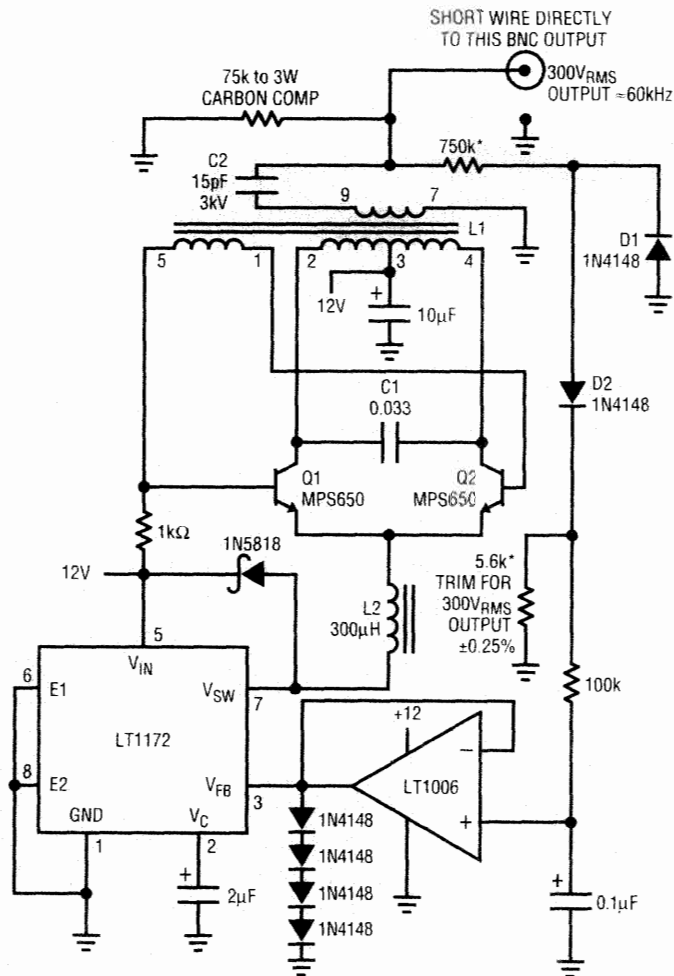 SHORT WIRE DIRECTLY
TO THIS BNC OUTPUT
75k to 3W
CARBON COMP
300VRMS
OUTPUT ≈60kHz
750k*
C2
15pF
3kV
9
7
L1
D1
1N4148
5
1
2
3
4
12V
+
10µF
D2
1N4148
C1
0.033
Q1
MPS650
Q2
MPS650
1kΩ
1N5818
12V
5.6k*
TRIM FOR
300VRMS
OUTPUT
±0.25%
L2
300µH
5
VIN
6
E1
VSW
7
100k
+12
−
LT1172
8
E2
VFB
3
LT1006
+
GND
VC
1
2
1N4148
1N4148
1N4148
1N4148
+
2µF
+
0.1µF